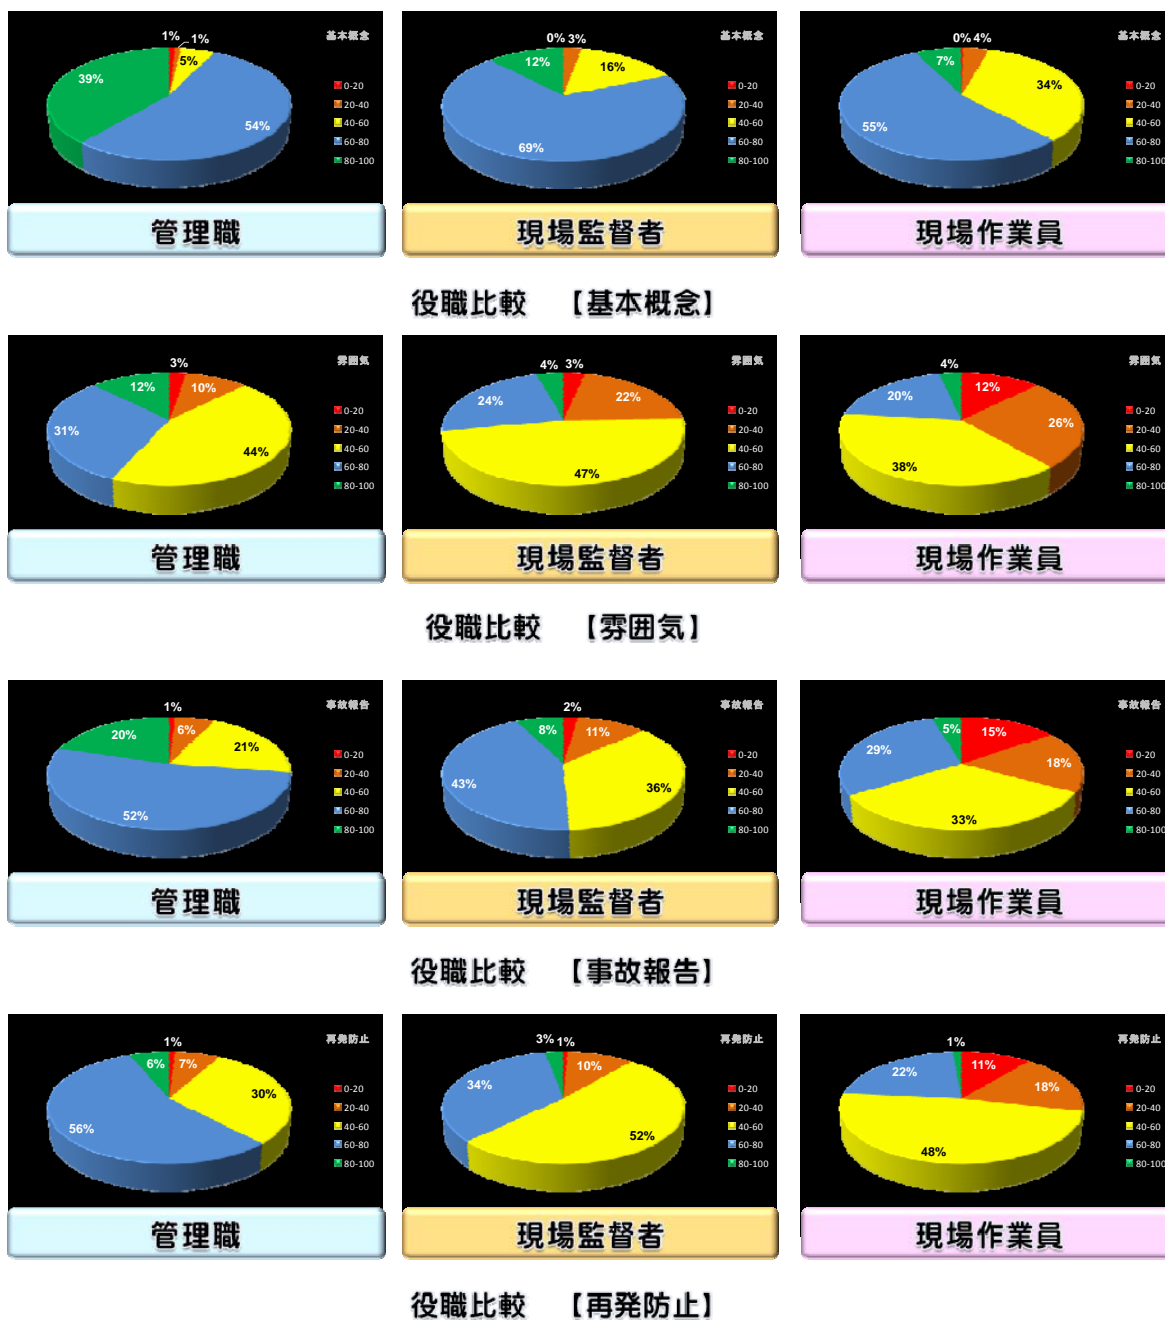 1% 1% 基本概念
39% 5% 54%
0-20
20-40
40-60
60-80
80-100
管理職
0% 3% 基本概念
12% 16% 69%
0-20
20-40
40-60
60-80
80-100
現場監督者
0% 4% 基本概念
7% 34% 55%
0-20
20-40
40-60
60-80
80-100
現場作業員
役職比較 【基本概念】
3% 雰囲気
12% 10% 31% 44%
0-20
20-40
40-60
60-80
80-100
管理職
4% 3% 雰囲気
24% 22% 47%
0-20
20-40
40-60
60-80
80-100
現場監督者
4% 雰囲気
12% 20% 26% 38%
0-20
20-40
40-60
60-80
80-100
現場作業員
役職比較 【雰囲気】
1% 事故報告
20% 6% 21% 52%
0-20
20-40
40-60
60-80
80-100
管理職
2% 事故報告
8% 11% 43% 36%
0-20
20-40
40-60
60-80
80-100
現場監督者
事故報告
5% 15% 29% 18% 33%
0-20
20-40
40-60
60-80
80-100
現場作業員
役職比較 【事故報告】
1% 再発防止
6% 7% 30% 56%
0-20
20-40
40-60
60-80
80-100
管理職
3% 1% 再発防止
34% 10% 52%
0-20
20-40
40-60
60-80
80-100
現場監督者
1% 再発防止
11% 22% 18% 48%
0-20
20-40
40-60
60-80
80-100
現場作業員
役職比較 【再発防止】